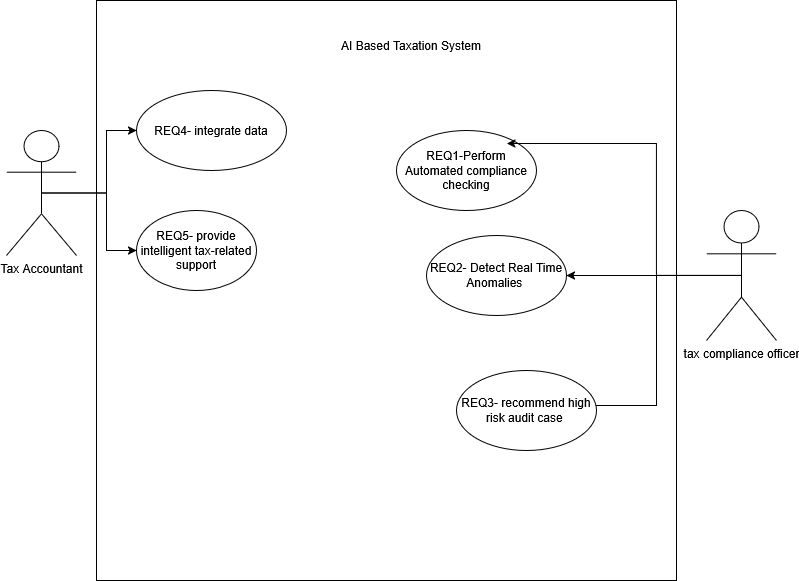 AI Based Taxation System
REQ4- integrate data
REQ1-Perform
Automated compliance
checking
REQ5- provide
intelligent tax-related
support
Tax Accountant
REQ2- Detect Real Time
Anomalies
tax compliance officer
REQ3- recommend high
risk audit case